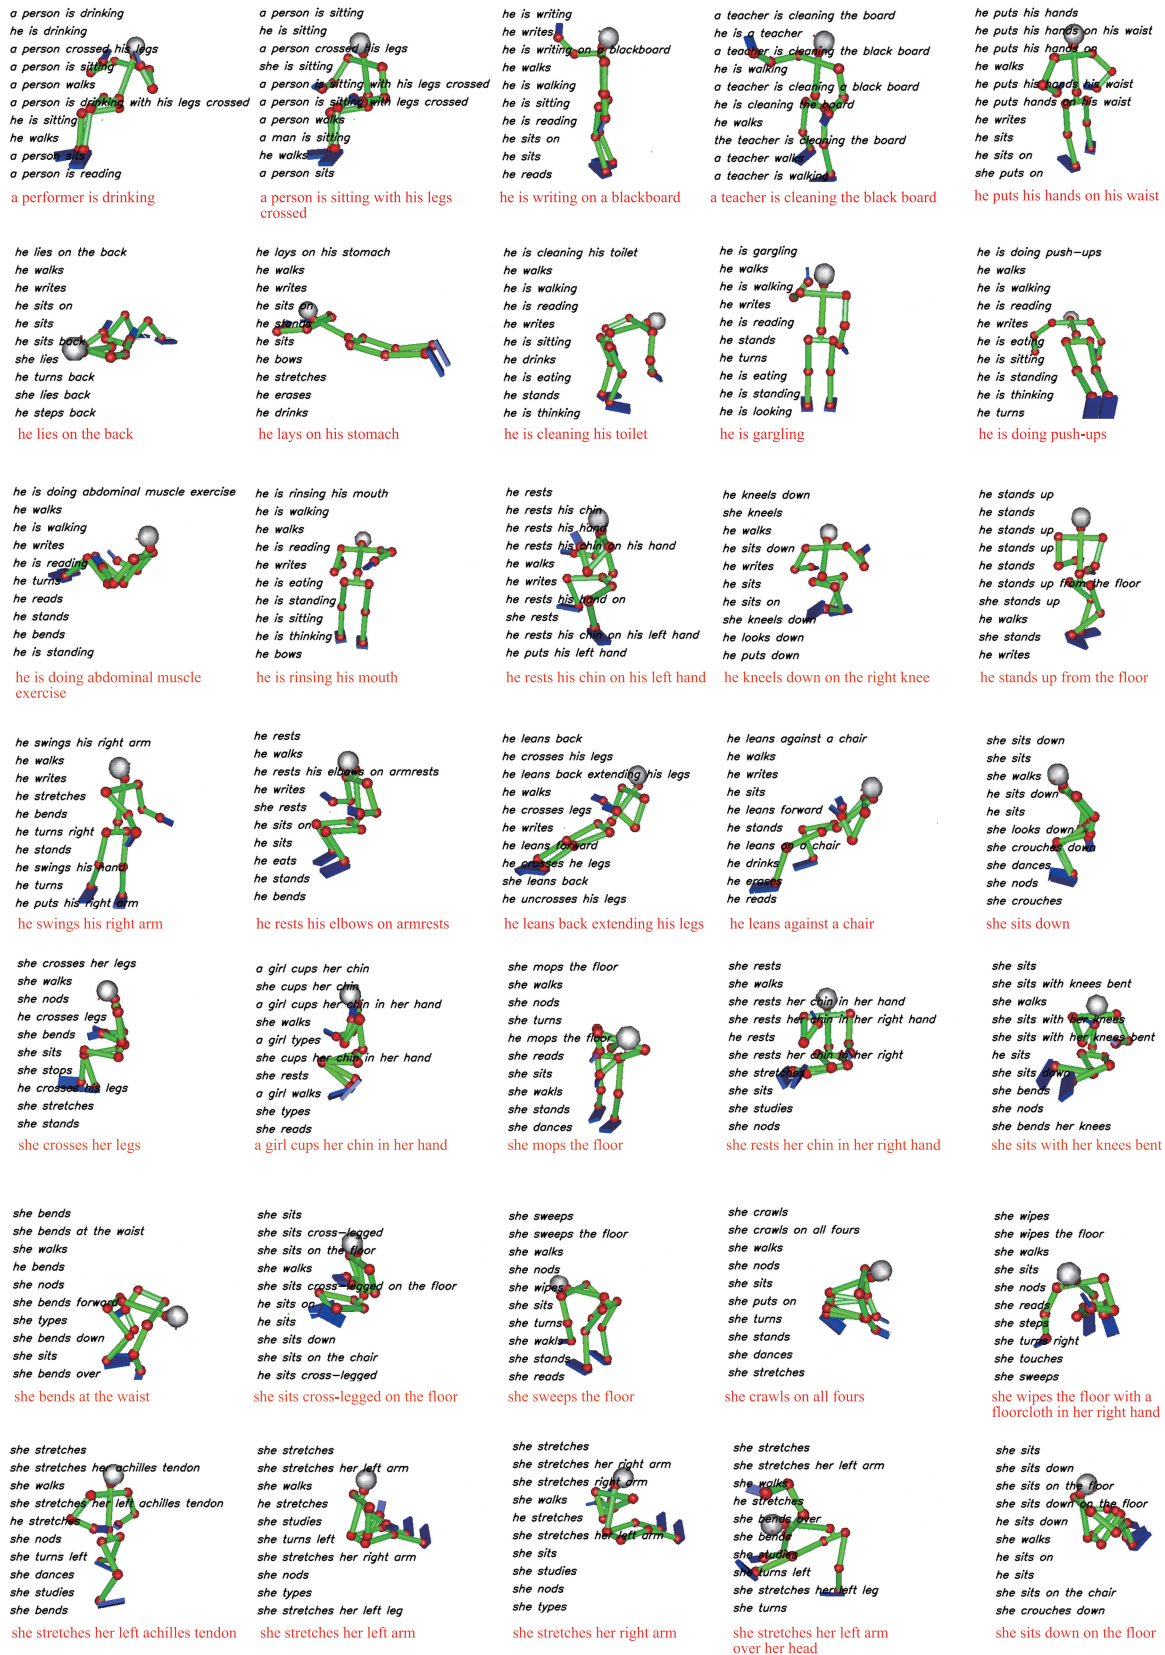 a person is drinking
he is drinking
a person crossed his legs
a person is sitting
a person walks
a person is drinking with his legs crossed
he is sitting
he walks
a person sits
a person is reading
a performer is drinking
a person is sitting
he is sitting
a person crossed his legs
she is sitting
a person is sitting with his legs crossed
a person is sitting with legs crossed
a person walks
a man is sitting
he walks
a person sits
a person is sitting with his legs
crossed
he is writing
he writes
he is writing on a blackboard
he walks
he is walking
he is sitting
he is reading
he sits on
he sits
he reads
he is writing on a blackboard
a teacher is cleaning the board
he is a teacher
a teacher is cleaning the black board
he is walking
a teacher is cleaning a black board
he is cleaning the board
he walks
the teacher is cleaning the board
a teacher walks
a teacher is walking
a teacher is cleaning the black board
he puts his hands
he puts his hands on his waist
he puts his hands on
he walks
he puts his hands his waist
he puts hands on his waist
he writes
he sits
he sits on
she puts on
he puts his hands on his waist
he lies on the back
he walks
he writes
he sits on
he sits
he sits back
she lies
he turns back
she lies back
he steps back
he lies on the back
he lays on his stomach
he walks
he writes
he sits on
he stands
he sits
he bows
he stretches
he erases
he drinks
he lays on his stomach
he is cleaning his toilet
he walks
he is walking
he is reading
he writes
he is sitting
he drinks
he is eating
he stands
he is thinking
he is cleaning his toilet
he is gargling
he walks
he is walking
he writes
he is reading
he stands
he turns
he is eating
he is standing
he is looking
he is gargling
he is doing push-ups
he walks
he is walking
he is reading
he writes
he is eating
he is sitting
he is standing
he is thinking
he turns
he is doing push-ups
he is doing abdominal muscle exercise
he walks
he is walking
he writes
he is reading
he turns
he reads
he stands
he bends
he is standing
he is doing abdominal muscle
exercise
he is rinsing his mouth
he is walking
he walks
he is reading
he writes
he is eating
he is standing
he is sitting
he is thinking
he bows
he is rinsing his mouth
he rests
he rests his chin
he rests his hand
he rests his chin on his hand
he walks
he writes
he rests his hand on
she rests
he rests his chin on his left hand
he puts his left hand
he rests his chin on his left hand
he kneels down
she kneels
he walks
he sits down
he writes
he sits
he sits on
she kneels down
he looks down
he puts down
he kneels down on the right knee
he stands up
he stands
he stands up
he stands up
he stands
he stands up from the floor
she stands up
he walks
she stands
he writes
he stands up from the floor
he swings his right arm
he walks
he writes
he stretches
he bends
he turns right
he stands
he swings his hand
he turns
he puts his right arm
he swings his right arm
he rests
he walks
he rests his elbows on armrests
he writes
she rests
he sits on
he sits
he eats
he stands
he bends
he rests his elbows on armrests
he leans back
he crosses his legs
he leans back extending his legs
he walks
he crosses legs
he writes
he leans forward
he crosses he legs
she leans back
he uncrosses his legs
he leans back extending his legs
he leans against a chair
he walks
he writes
he sits
he leans forward
he stands
he leans on a chair
he drinks
he erases
he reads
he leans against a chair
she sits down
she sits
she walks
he sits down
he sits
she looks down
she crouches down
she dances
she nods
she crouches
she sits down
she crosses her legs
she walks
she nods
he crosses legs
she bends
she sits
she stops
he crosses his legs
she stretches
she stands
she crosses her legs
a girl cups her chin
she cups her chin
a girl cups her chin in her hand
she walks
a girl types
she cups her chin in her hand
she rests
a girl walks
she types
she reads
a girl cups her chin in her hand
she mops the floor
she walks
she nods
she turns
he mops the floor
she reads
she sits
she wakls
she stands
she dances
she mops the floor
she rests
she walks
she rests her chin in her hand
she rests her chin in her right hand
he rests
she rests her chin in her right
she stretches
she sits
she studies
she nods
she rests her chin in her right hand
she sits
she sits with knees bent
she walks
she sits with her knees
she sits with her knees bent
he sits
she sits down
she bends
she nods
she bends her knees
she sits with her knees bent
she bends
she bends at the waist
she walks
he bends
she nods
she bends forward
she types
she bends down
she sits
she bends over
she bends at the waist
she sits
she sits cross-legged
she sits on the floor
she walks
she sits cross-legged on the floor
he sits on
he sits
she sits down
she sits on the chair
he sits cross-legged
she sits cross-legged on the floor
she sweeps
she sweeps the floor
she walks
she nods
she wipes
she sits
she turns
she wakls
she stands
she reads
she sweeps the floor
she crawls
she crawls on all fours
she walks
she nods
she sits
she puts on
she turns
she stands
she dances
she stretches
she crawls on all fours
she wipes
she wipes the floor
she walks
she sits
she nods
she reads
she steps
she turns right
she touches
she sweeps
she wipes the floor with a
floorcloth in her right hand
she stretches
she stretches her achilles tendon
she walks
she stretches her left achilles tendon
he stretches
she nods
she turns left
she dances
she studies
she bends
she stretches her left achilles tendon
she stretches
she stretches her left arm
she walks
he stretches
she studies
she turns left
she stretches her right arm
she nods
she types
she stretches her left leg
she stretches her left arm
she stretches
she stretches her right arm
she stretches right arm
she walks
he stretches
she stretches her left arm
she sits
she studies
she nods
she types
she stretches her right arm
she stretches
she stretches her left arm
she walks
he stretches
she bends over
she bends
she studies
she turns left
she stretches her left leg
she turns
she stretches her left arm
over her head
she sits
she sits down
she sits on the floor
she sits down on the floor
he sits down
she walks
he sits on
he sits
she sits on the chair
she crouches down
she sits down on the floor